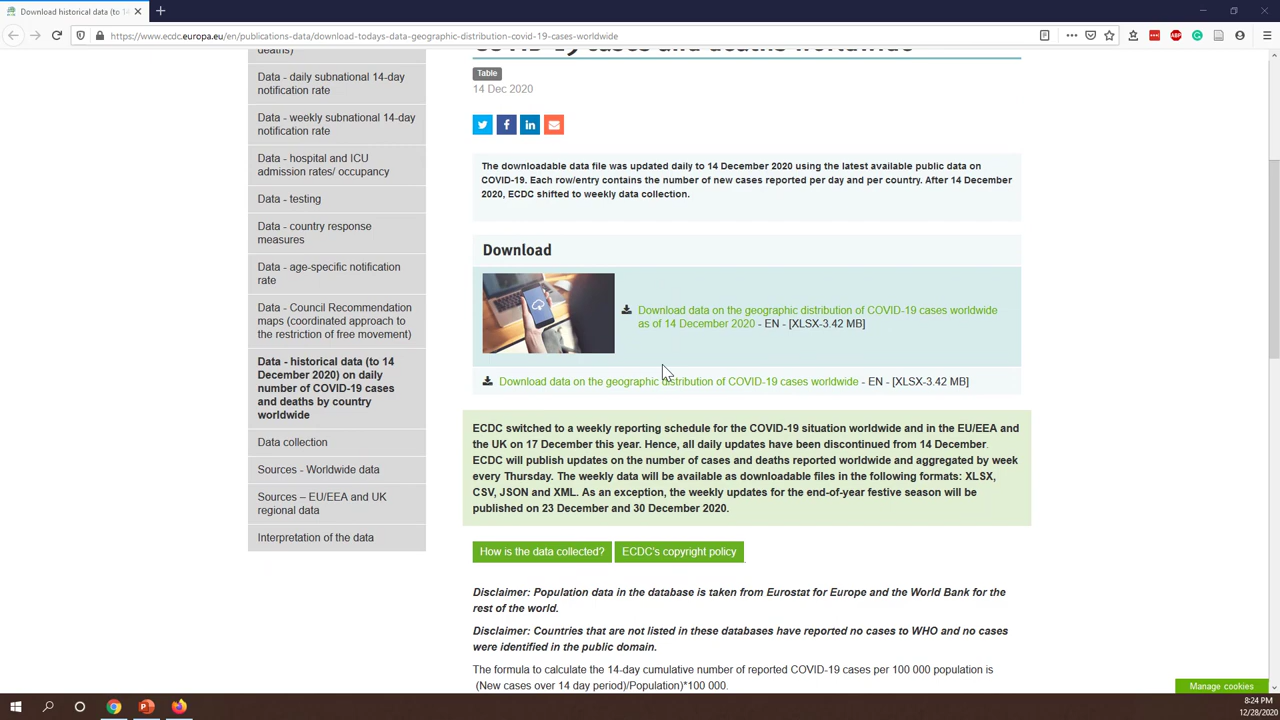 Download historical data (to 14
https://www.ecdc.europa.eu/en/publications-data/download-todays-data-geographic-distribution-covid-19-cases-worldwide
COVID-19 cases and deaths worldwide
deaths)
Data - daily subnational 14-day
notification rate
Data - weekly subnational 14-day
notification rate
Data - hospital and ICU
admission rates/ occupancy
Data - testing
Data - country response
measures
Data - age-specific notification
rate
Data - Council Recommendation
maps (coordinated approach to
the restriction of free movement)
Data - historical data (to 14
December 2020) on daily
number of COVID-19 cases
and deaths by country
worldwide
Data collection
Sources - Worldwide data
Sources – EU/EEA and UK
regional data
Interpretation of the data
Table
14 Dec 2020
The downloadable data file was updated daily to 14 December 2020 using the latest available public data on
COVID-19. Each row/entry contains the number of new cases reported per day and per country. After 14 December
2020, ECDC shifted to weekly data collection.
Download
Download data on the geographic distribution of COVID-19 cases worldwide
as of 14 December 2020 - EN - [XLSX-3.42 MB]
Download data on the geographic distribution of COVID-19 cases worldwide - EN - [XLSX-3.42 MB]
ECDC switched to a weekly reporting schedule for the COVID-19 situation worldwide and in the EU/EEA and
the UK on 17 December this year. Hence, all daily updates have been discontinued from 14 December.
ECDC will publish updates on the number of cases and deaths reported worldwide and aggregated by week
every Thursday. The weekly data will be available as downloadable files in the following formats: XLSX,
CSV, JSON and XML. As an exception, the weekly updates for the end-of-year festive season will be
published on 23 December and 30 December 2020.
How is the data collected?
ECDC's copyright policy
Disclaimer: Population data in the database is taken from Eurostat for Europe and the World Bank for the
rest of the world.
Disclaimer: Countries that are not listed in these databases have reported no cases to WHO and no cases
were identified in the public domain.
The formula to calculate the 14-day cumulative number of reported COVID-19 cases per 100 000 population is
(New cases over 14 day period)/Population)*100 000.
Manage cookies
8:24 PM
12/28/2020